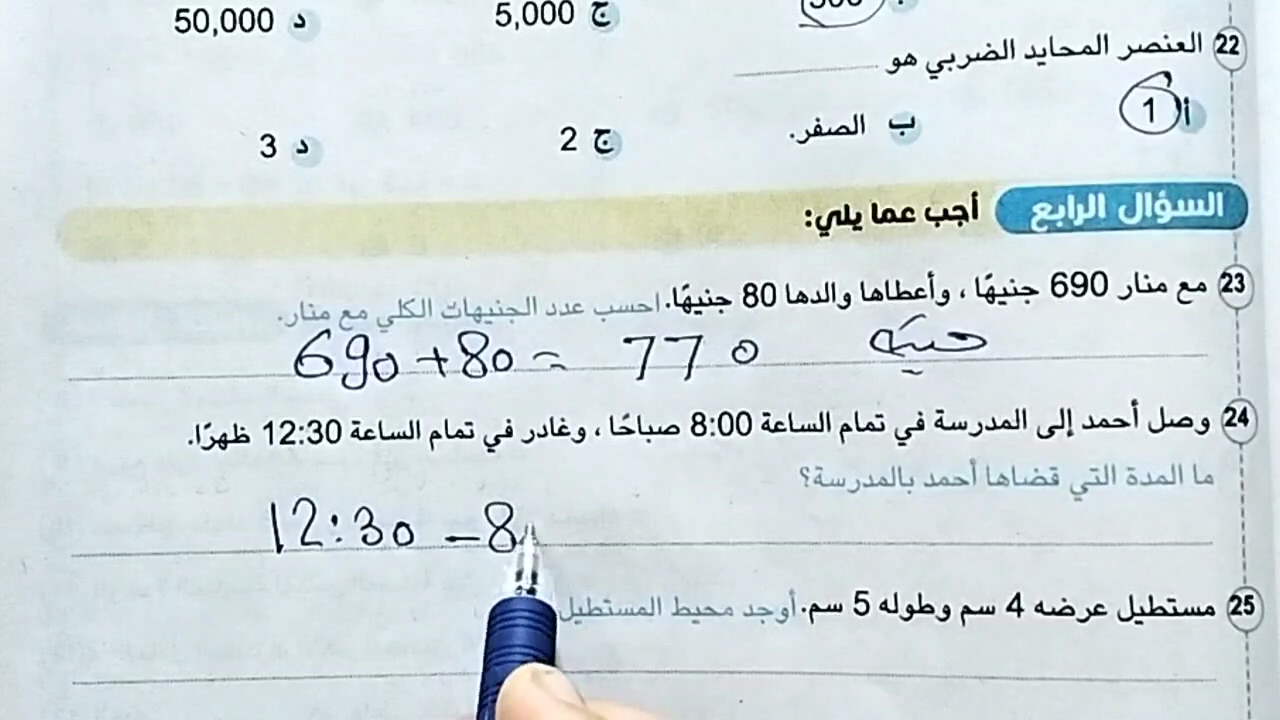 ج 5,000 د 50,000
22 العنصر المحايد الضربي هو ـــــــــ
أ 1 ب الصفر. ج 2 د 3
السؤال الرابع أجب عما يلي:
23 مع منار 690 جنيهًا ، وأعطاها والدها 80 جنيهًا. احسب عدد الجنيهات الكلي مع منار.
690 + 80 = 770 جنيه
24 وصل أحمد إلى المدرسة في تمام الساعة 8:00 صباحًا ، وغادر في تمام الساعة 12:30 ظهرًا.
ما المدة التي قضاها أحمد بالمدرسة؟
12:30 - 8
25 مستطيل عرضه 4 سم وطوله 5 سم. أوجد محيط المستطيل